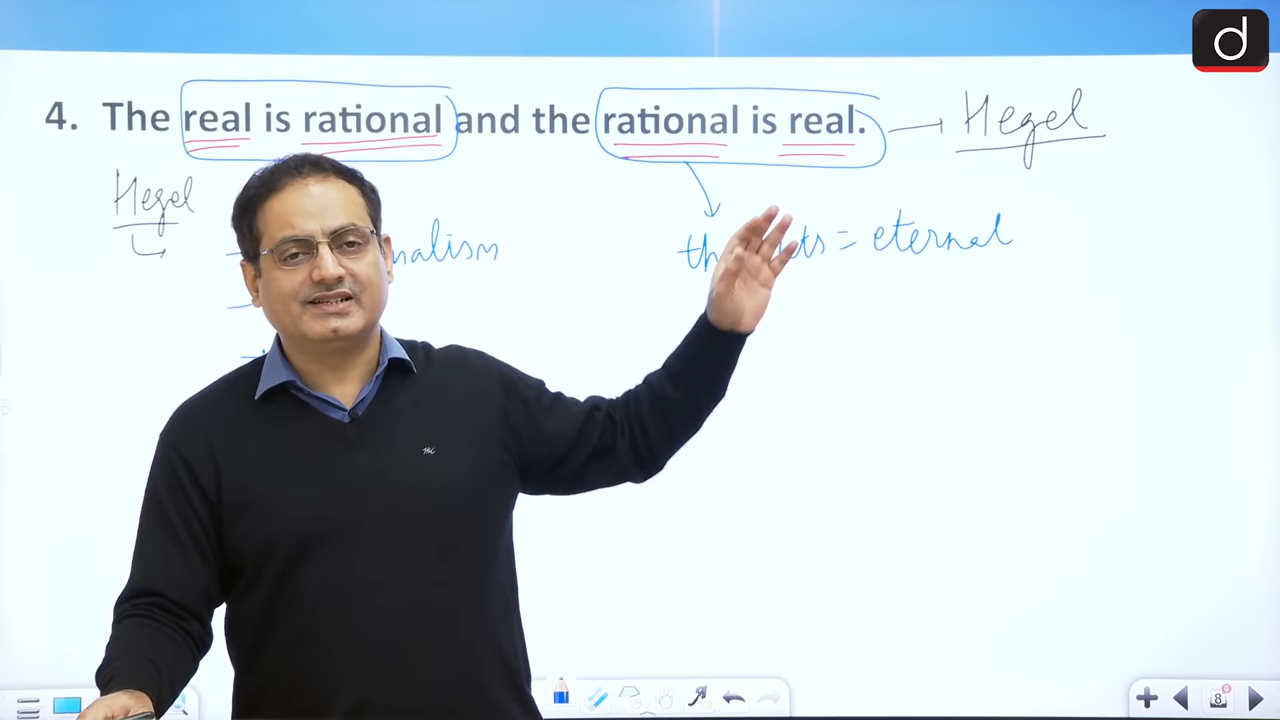 d
4. The real is rational and the rational is real. → Hegel
Hegel
= eternal